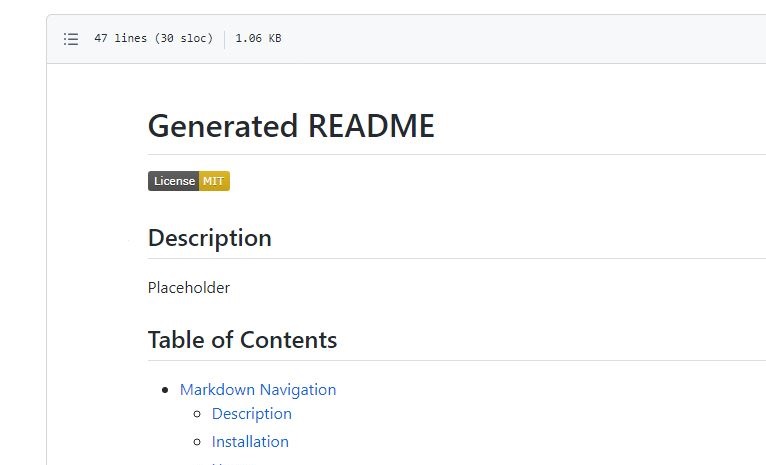 47 lines (30 sloc) 1.06 KB
Generated README
License MIT
Description
Placeholder
Table of Contents
Markdown Navigation
Description
Installation